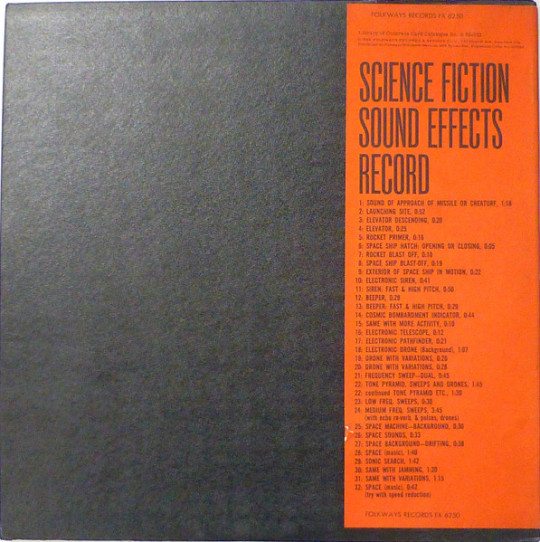 FOLKWAYS RECORDS FX 6250
SCIENCE FICTION
SOUND EFFECTS
RECORD
1: SOUND OF APPROACH OF MISSILE OR CREATURE, 1:16
2: LAUNCHING SITE, 0:52
3: ELEVATOR DESCENDING, 0:20
4: ELEVATOR, 0:25
5: ROCKET PRIMER, 0:16
6: SPACE SHIP HATCH: OPENING OR CLOSING, 0:05
7: ROCKET BLAST OFF, 0:16
8: SPACE SHIP BLAST-OFF, 0:16
9: EXTERIOR OF SPACE SHIP IN MOTION, 0:22
10: ELECTRONIC SIREN, 0:41
11: SIREN: FAST & HIGH PITCH, 0:50
12: BEEPER, 0:29
13: BEEPER: FAST & HIGH PITCH, 0:26
14: COSMIC BOMBARDMENT INDICATOR, 0:44
15: SAME WITH MORE ACTIVITY, 0:19
16: ELECTRONIC TELESCOPE, 0:12
17: ELECTRONIC PATHFINDER, 0:21
18: ELECTRONIC DRONE (background), 1:07
19: DRONE WITH VARIATIONS, 0:26
20: DRONE WITH VARIATIONS, 0:28
21: FREQUENCY SWEEP—DUAL, 0:45
22: TONE PYRAMID, SWEEPS AND DRONES, 1:45
22: continued TONE PYRAMID ETC., 1:30
23: LOW FREQ. SWEEPS, 0:30
24: MEDIUM FREQ. SWEEPS, 3:45
(with echo re-verb, & pulses, drones)
25: SPACE MACHINE—BACKGROUND, 0:50
26: SPACE SOUNDS, 0:33
27: SPACE BACKGROUND—DRIFTING, 0:58
28: SPACE (music), 1:48
29: SONIC SEARCH, 1:42
30: SAME WITH JAMMING, 1:20
31: SAME WITH VARIATIONS, 1:15
32: SPACE (music) 0:42
(try with speed reduction)
FOLKWAYS RECORDS FX 6250